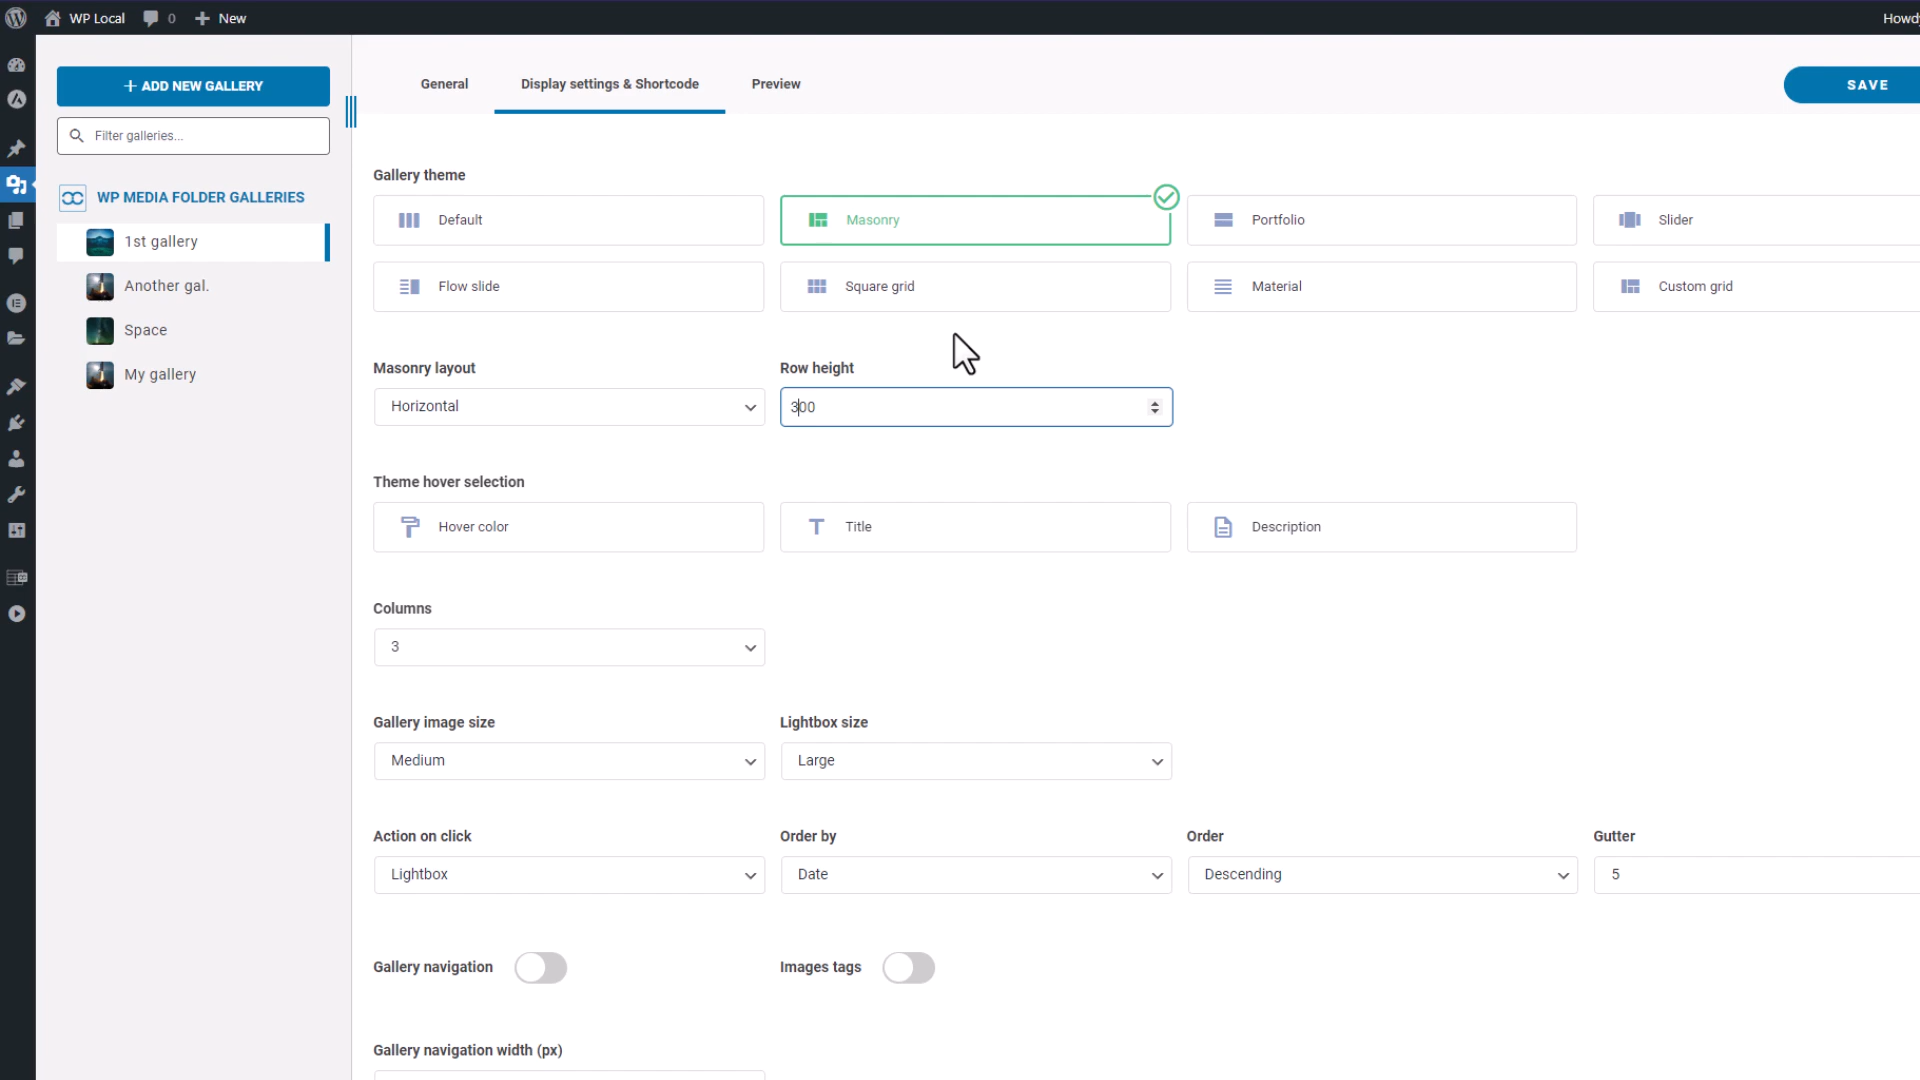 WP Local 0 New Howdy
ADD NEW GALLERY
General Display settings & Shortcode Preview SAVE
Filter galleries...
WP MEDIA FOLDER GALLERIES
1st gallery
Another gal.
Space
My gallery
Gallery theme
Default Masonry Portfolio Slider
Flow slide Square grid Material Custom grid
Masonry layout Row height
Horizontal 300
Theme hover selection
Hover color Title Description
Columns
3
Gallery image size Lightbox size
Medium Large
Action on click Order by Order Gutter
Lightbox Date Descending 5
Gallery navigation Images tags
Gallery navigation width (px)